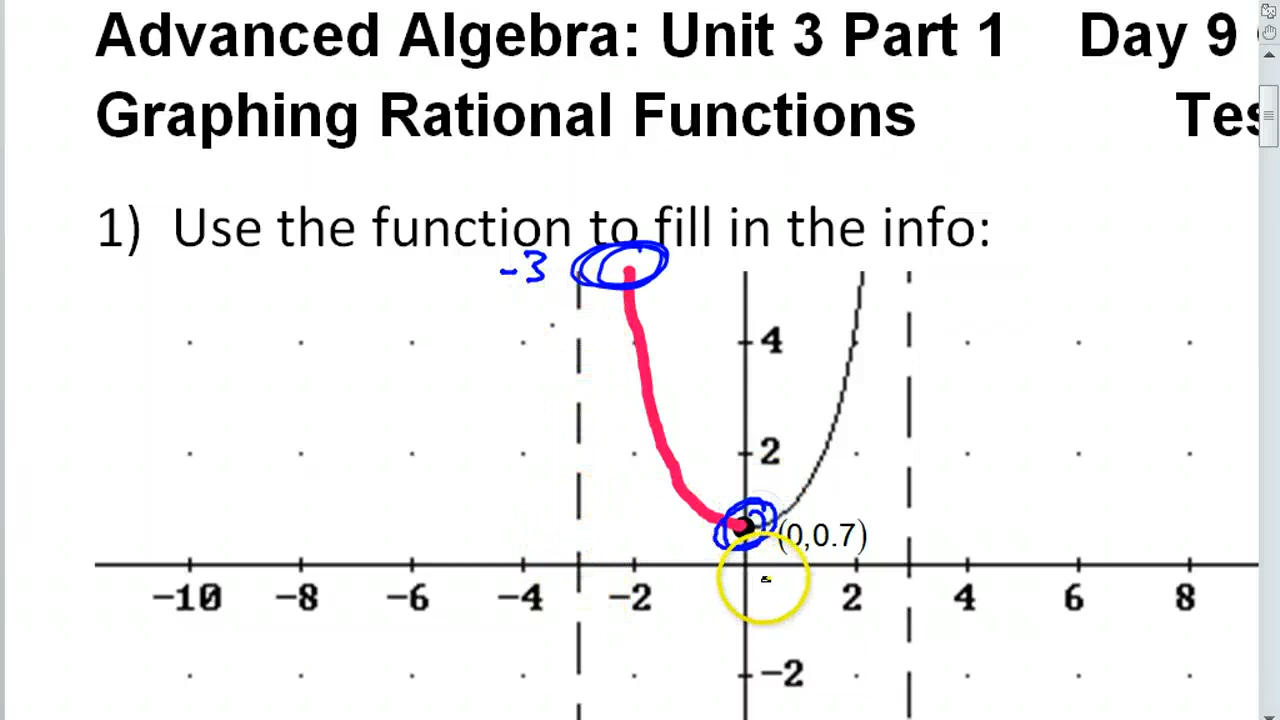 Advanced Algebra: Unit 3 Part 1 Day 9
Graphing Rational Functions
1) Use the function to fill in the info:
-3
4
2
(0,0.7)
-10 -8 -6 -4 -2 2 4 6 8
-2